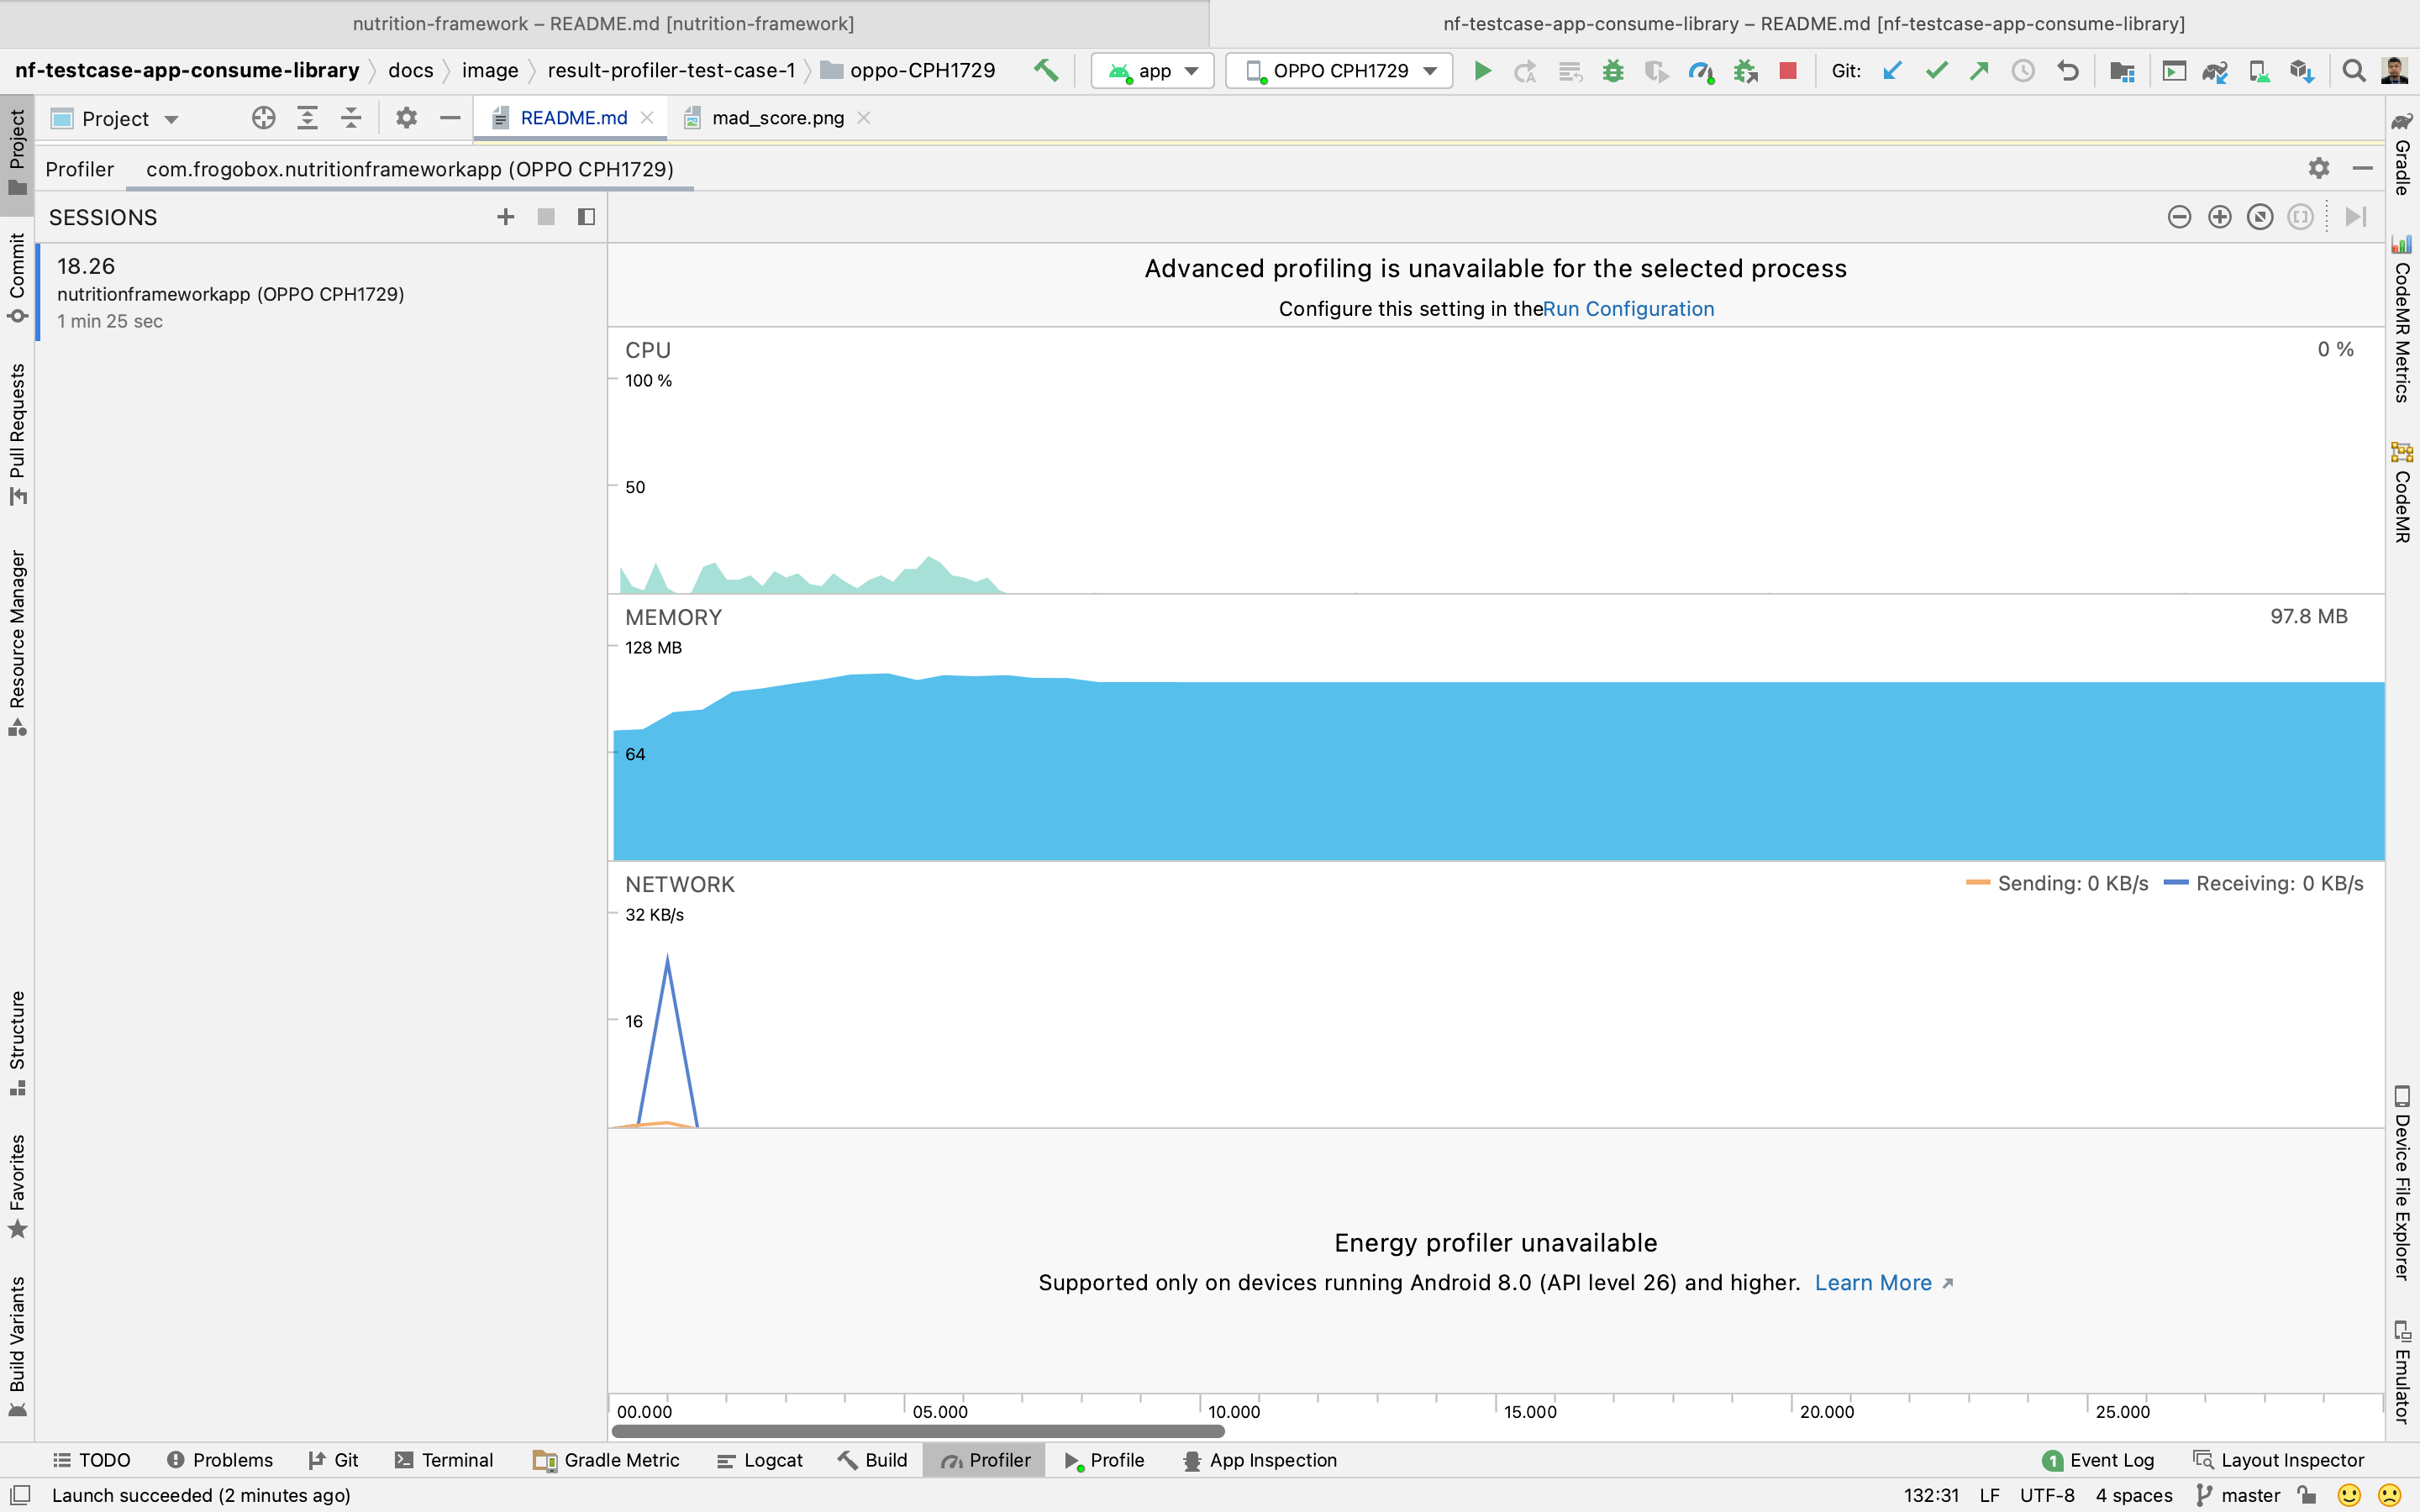 nutrition-framework – README.md [nutrition-framework]
nf-testcase-app-consume-library – README.md [nf-testcase-app-consume-library]
nf-testcase-app-consume-library docs image result-profiler-test-case-1 oppo-CPH1729 app OPPO CPH1729 Git:
Project README.md mad_score.png
Profiler com.frogobox.nutritionframeworkapp (OPPO CPH1729)
SESSIONS
18.26
nutritionframeworkapp (OPPO CPH1729)
1 min 25 sec
Advanced profiling is unavailable for the selected process
Configure this setting in theRun Configuration
CPU 0 %
100 %
50
MEMORY 97.8 MB
128 MB
64
NETWORK Sending: 0 KB/s Receiving: 0 KB/s
32 KB/s
16
Energy profiler unavailable
Supported only on devices running Android 8.0 (API level 26) and higher. Learn More
00.000 05.000 10.000 15.000 20.000 25.000
Project
Commit
Pull Requests
Resource Manager
Structure
Favorites
Build Variants
Gradle
CodeMR Metrics
CodeMR
Device File Explorer
Emulator
TODO Problems Git Terminal Gradle Metric Logcat Build Profiler Profile App Inspection 1 Event Log Layout Inspector
Launch succeeded (2 minutes ago) 132:31 LF UTF-8 4 spaces master